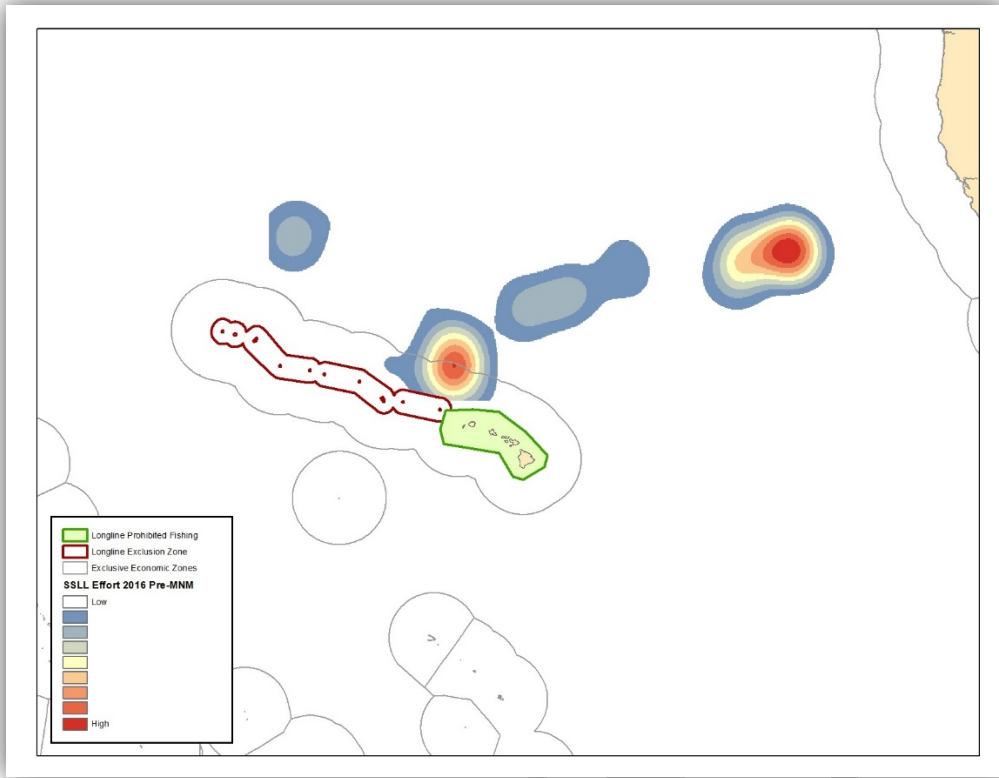 Longline Prohibited Fishing
Longline Exclusion Zone
Exclusive Economic Zones
SSLL Effort 2016 Pre-MNM
Low
High